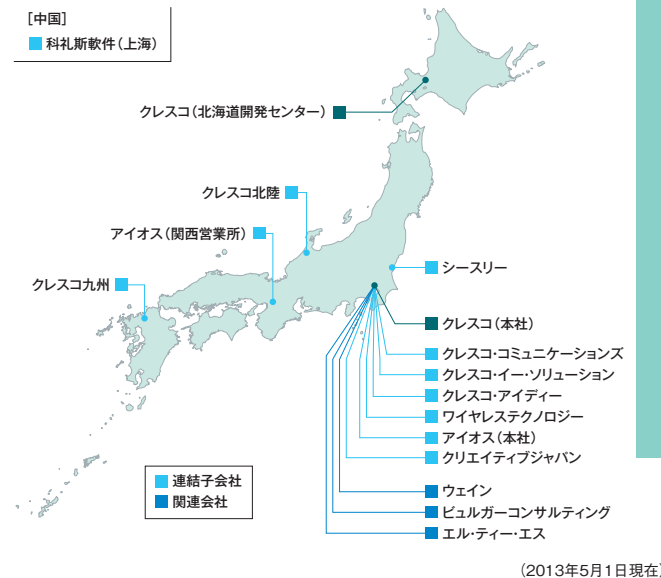 [中国]
科礼斯軟件(上海)
クレスコ(北海道開発センター)
クレスコ北陸
アイオス(関西営業所)
クレスコ九州
シースリー
クレスコ(本社)
クレスコ・コミュニケーションズ
クレスコ・イー・ソリューション
クレスコ・アイディー
ワイヤレステクノロジー
アイオス(本社)
クリエイティブジャパン
ウェイン
ビュルガーコンサルティング
エル・ティー・エス
連結子会社
関連会社
(2013年5月1日現在)